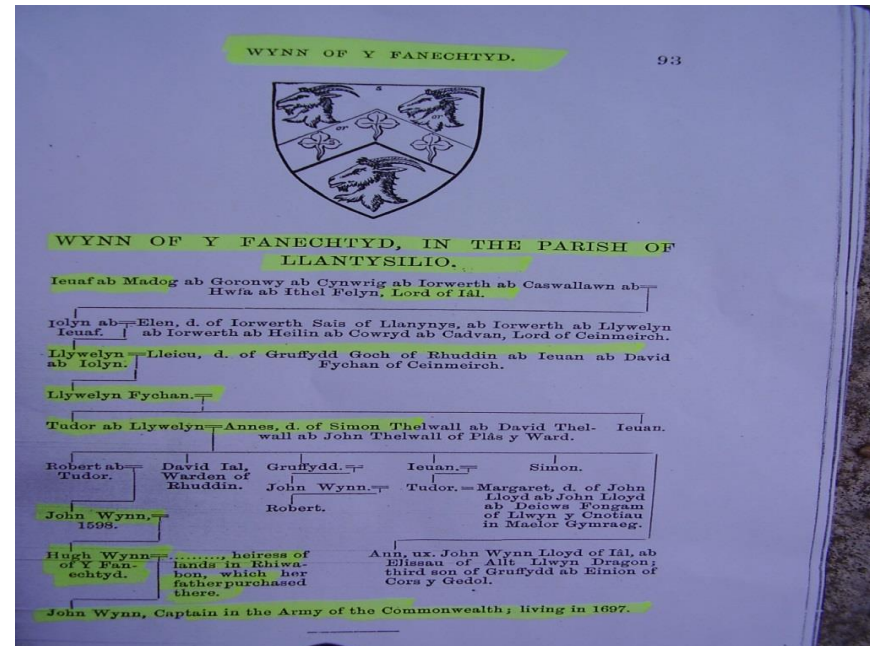 WYNN OF Y FANECHTYD.
93
a
or
or
or
WYNN OF Y FANECHTYD, IN THE PARISH OF
LLANTYSILIO.
Ieuaf ab Madog ab Goronwy ab Cynwrig ab Iorwerth ab Caswallawn ab
Hwfa ab Ithel Felyn, Lord of Iâl.
Iolyn ab Elen, d. of Iorwerth Sais of Llanynys, ab Iorwerth ab Llywelyn
Ieuaf. ab Iorwerth ab Heilin ab Cowryd ab Cadvan, Lord of Ceinmeirch.
Llywelyn Lleicu, d. of Gruffydd Goch of Rhuddin ab Ieuan ab David
ab Iolyn. Fychan of Ceinmeirch.
Llywelyn Fychan.
Tudor ab Llywelyn Annes, d. of Simon Thelwall ab David Thel- Ieuan.
wall ab John Thelwall of Plâs y Ward.
Robert ab David Ial, Gruffydd. Ieuan. Simon.
Tudor. Warden of
Rhuddin.
John Wynn. Tudor. = Margaret, d. of John
Robert. Lloyd ab John Lloyd
ab Deicws Fongam
of Llwyn y Cnotiau
in Maelor Gymraeg.
John Wynn,
1598.
Hugh Wynn ........., heiress of Ann, ux. John Wynn Lloyd of Iâl, ab
of Y Fan- lands in Rhiwa- Elissau of Allt Llwyn Dragon;
echtyd. bon, which her third son of Gruffydd ab Einion of
father purchased Cors y Gedol.
there.
John Wynn, Captain in the Army of the Commonwealth; living in 1697.